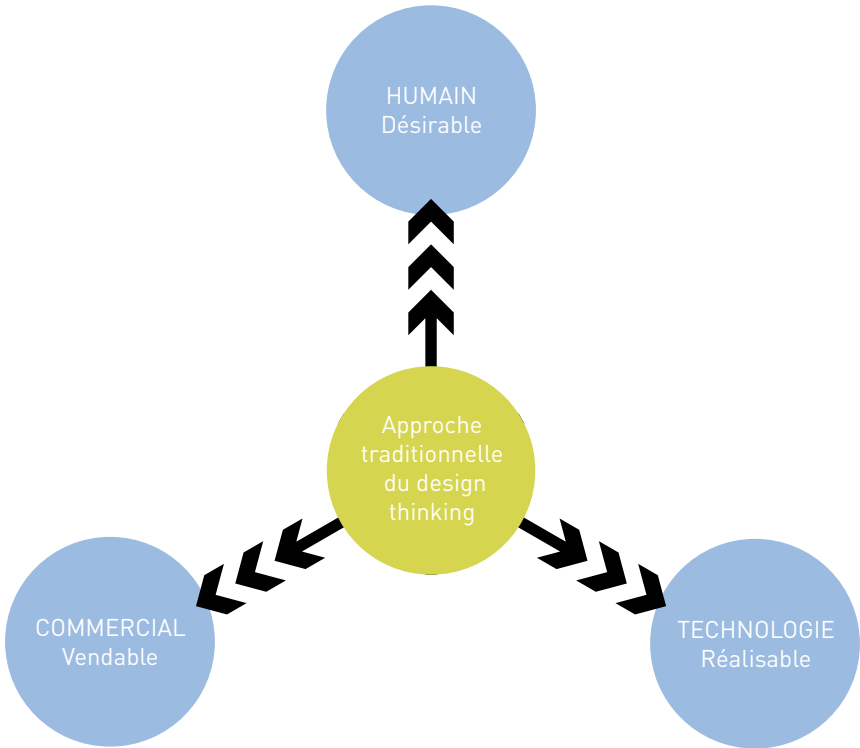 HUMAIN
Désirable
Approche
traditionnelle
du design
thinking
COMMERCIAL
Vendable
TECHNOLOGIE
Réalisable